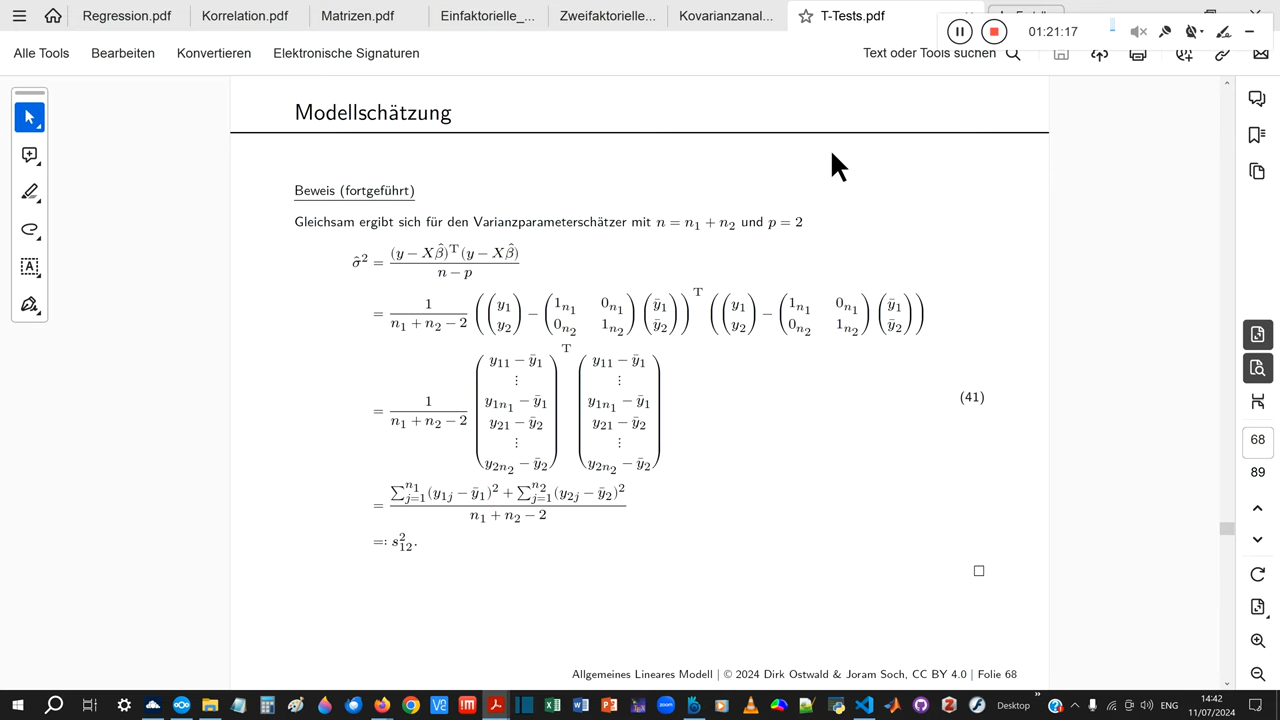 Regression.pdf Korrelation.pdf Matrizen.pdf Einfaktorielle_... Zweifaktorielle... Kovarianzanal... T-Tests.pdf
01:21:17
Alle Tools Bearbeiten Konvertieren Elektronische Signaturen Text oder Tools suchen
Modellschätzung
Beweis (fortgeführt)
Gleichsam ergibt sich für den Varianzparameterschätzer mit n = n₁ + n₂ und p = 2
σ̂² = (y − Xβ̂)ᵀ(y − Xβ̂) / (n − p)
= 1/(n₁ + n₂ − 2) ((y₁ y₂) − (1ₙ₁ 0ₙ₁ 0ₙ₂ 1ₙ₂)(ȳ₁ ȳ₂))ᵀ ((y₁ y₂) − (1ₙ₁ 0ₙ₁ 0ₙ₂ 1ₙ₂)(ȳ₁ ȳ₂))
= 1/(n₁ + n₂ − 2) (y₁₁ − ȳ₁ ⋮ y₁ₙ₁ − ȳ₁ y₂₁ − ȳ₂ ⋮ y₂ₙ₂ − ȳ₂)ᵀ (y₁₁ − ȳ₁ ⋮ y₁ₙ₁ − ȳ₁ y₂₁ − ȳ₂ ⋮ y₂ₙ₂ − ȳ₂) (41)
= (∑ⱼ₌₁ⁿ¹(y₁ⱼ − ȳ₁)² + ∑ⱼ₌₁ⁿ²(y₂ⱼ − ȳ₂)²) / (n₁ + n₂ − 2)
=: s²₁₂.
□
68
89
Allgemeines Lineares Modell | © 2024 Dirk Ostwald & Joram Soch, CC BY 4.0 | Folie 68
Desktop » ENG 14:42
11/07/2024